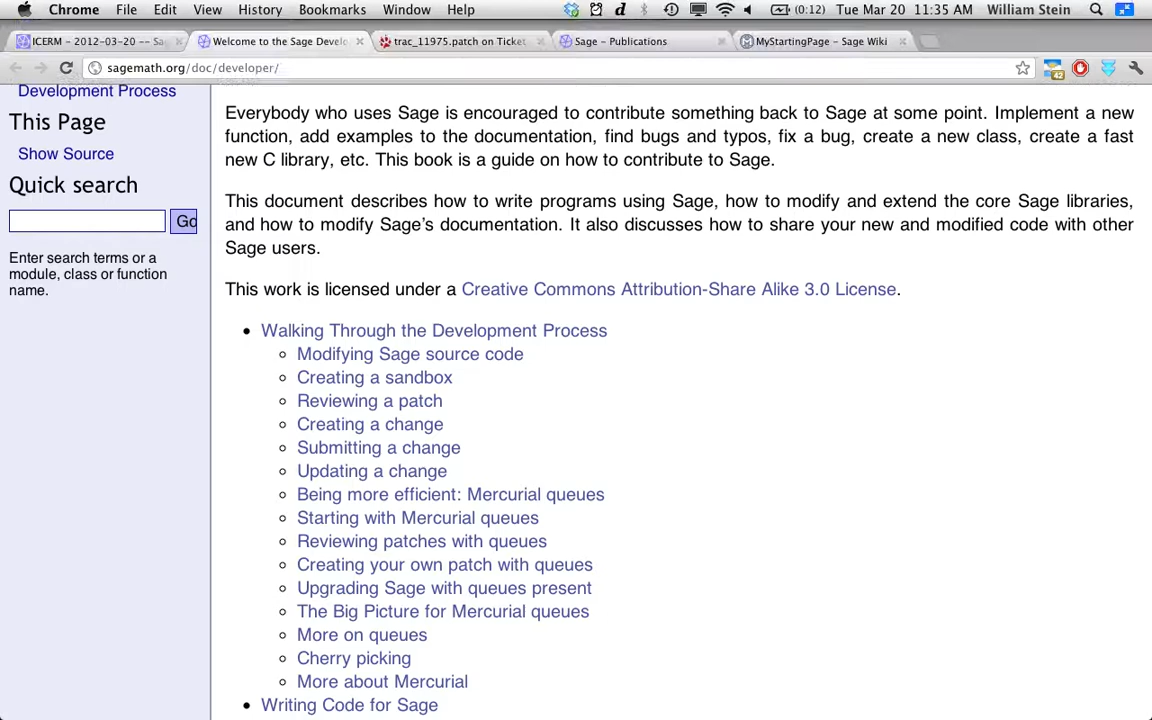 Chrome File Edit View History Bookmarks Window Help (0:12) Tue Mar 20 11:35 AM William Stein
ICERM – 2012-03-20 -- Sa Welcome to the Sage Develo trac_11975.patch on Ticket Sage – Publications MyStartingPage – Sage Wiki
sagemath.org/doc/developer/ 42
Development Process
This Page
Show Source
Quick search
Go
Enter search terms or a
module, class or function
name.
Everybody who uses Sage is encouraged to contribute something back to Sage at some point. Implement a new
function, add examples to the documentation, find bugs and typos, fix a bug, create a new class, create a fast
new C library, etc. This book is a guide on how to contribute to Sage.
This document describes how to write programs using Sage, how to modify and extend the core Sage libraries,
and how to modify Sage's documentation. It also discusses how to share your new and modified code with other
Sage users.
This work is licensed under a Creative Commons Attribution-Share Alike 3.0 License.
Walking Through the Development Process
Modifying Sage source code
Creating a sandbox
Reviewing a patch
Creating a change
Submitting a change
Updating a change
Being more efficient: Mercurial queues
Starting with Mercurial queues
Reviewing patches with queues
Creating your own patch with queues
Upgrading Sage with queues present
The Big Picture for Mercurial queues
More on queues
Cherry picking
More about Mercurial
Writing Code for Sage